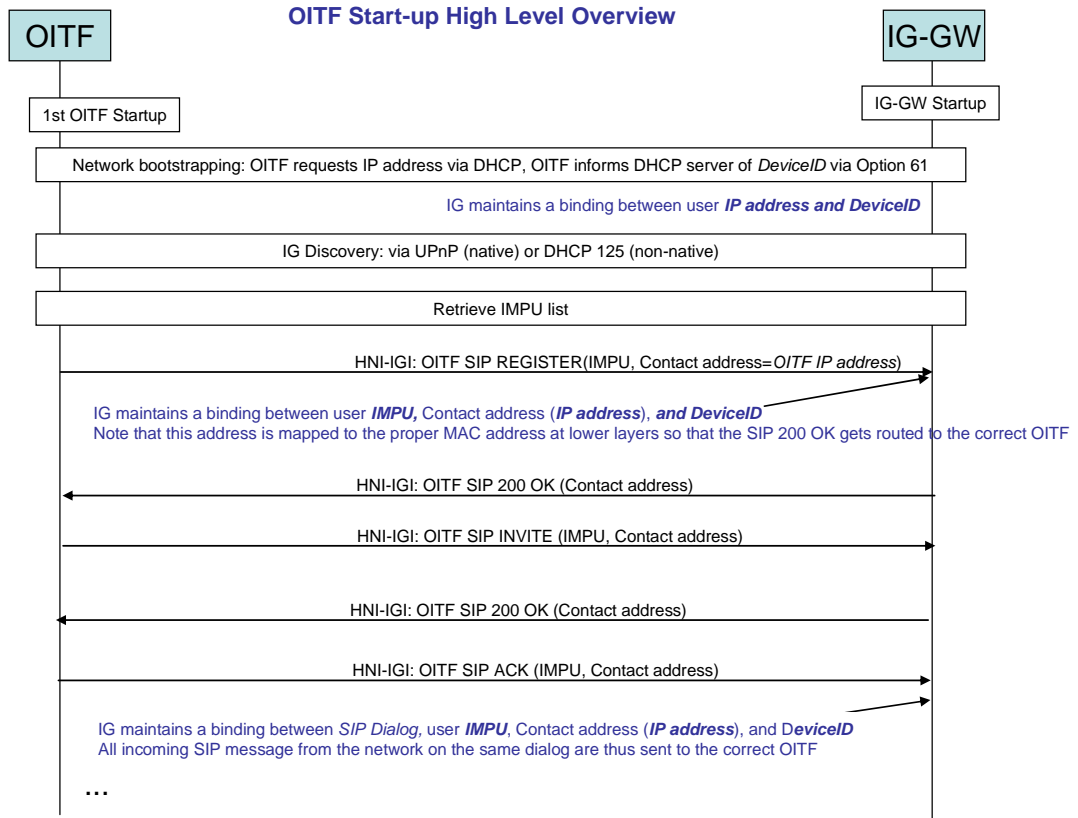 OITF Start-up High Level Overview
OITF
IG-GW
1st OITF Startup
IG-GW Startup
Network bootstrapping: OITF requests IP address via DHCP, OITF informs DHCP server of DeviceID via Option 61
IG maintains a binding between user IP address and DeviceID
IG Discovery: via UPnP (native) or DHCP 125 (non-native)
Retrieve IMPU list
HNI-IGI: OITF SIP REGISTER(IMPU, Contact address=OITF IP address)
IG maintains a binding between user IMPU, Contact address (IP address), and DeviceID
Note that this address is mapped to the proper MAC address at lower layers so that the SIP 200 OK gets routed to the correct OITF
HNI-IGI: OITF SIP 200 OK (Contact address)
HNI-IGI: OITF SIP INVITE (IMPU, Contact address)
HNI-IGI: OITF SIP 200 OK (Contact address)
HNI-IGI: OITF SIP ACK (IMPU, Contact address)
IG maintains a binding between SIP Dialog, user IMPU, Contact address (IP address), and DeviceID
All incoming SIP message from the network on the same dialog are thus sent to the correct OITF
...